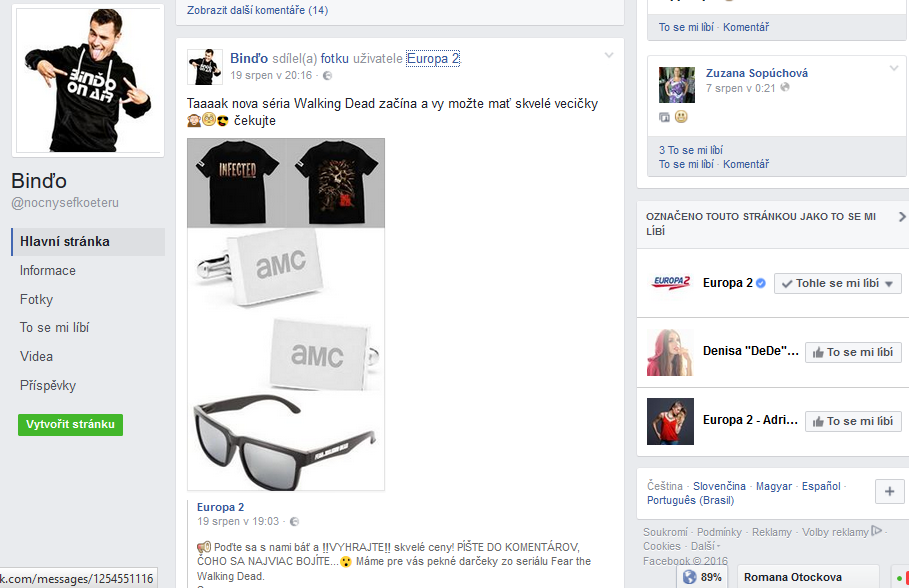 BINĎO
ON AIR
Binďo
@nocnysefkoeteru
Hlavní stránka
Informace
Fotky
To se mi líbí
Videa
Příspěvky
Vytvořit stránku
k.com/messages/1254551116
Zobrazit další komentáře (14)
Binďo sdílel(a) fotku uživatele Europa 2.
19 srpen v 20:16 ·
Taaaak nova séria Walking Dead začína a vy možte mať skvelé vecičky
🙈😁😎 čekujte
INFECTED
aMC
aMC
Europa 2
19 srpen v 19:03 ·
📢 Poďte sa s nami báť a ‼VYHRAJTE‼ skvelé ceny! PÍŠTE DO KOMENTÁROV,
ČOHO SA NAJVIAC BOJÍTE...😮 Máme pre vás pekné darčeky zo seriálu Fear the
Walking Dead.
To se mi líbí · Komentář
Zuzana Sopúchová
7 srpen v 0:21 ·
3 To se mi líbí
To se mi líbí · Komentář
OZNAČENO TOUTO STRÁNKOU JAKO TO SE MI
LÍBÍ
EUROPA 2
Europa 2
Tohle se mi líbí
Denisa "DeDe"...
To se mi líbí
Europa 2 - Adri...
To se mi líbí
Čeština · Slovenčina · Magyar · Español ·
Português (Brasil)
+
Soukromí · Podmínky · Reklamy · Volby reklamy ·
Cookies · Další
Facebook © 2016
89%
Romana Otockova